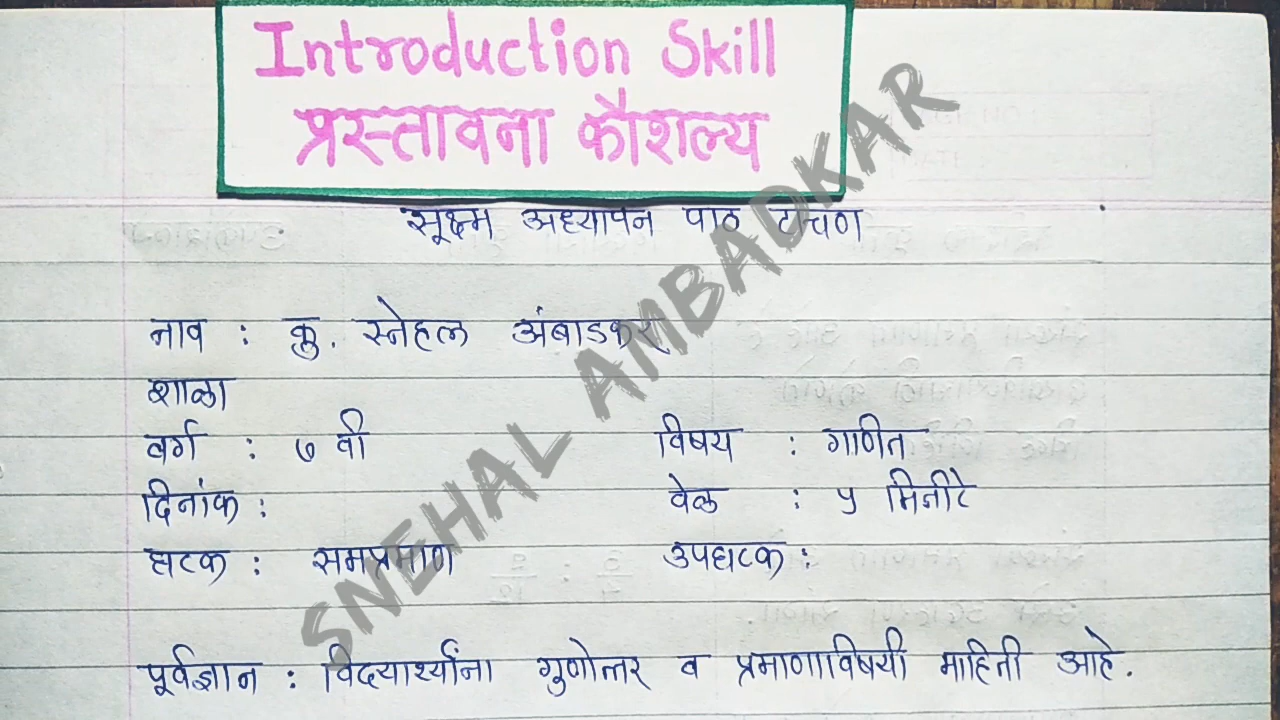 Introduction Skill
प्रस्तावना कौशल्य
सूक्ष्म अध्यापन पाठ टाचण
नाव : कु. स्नेहल अंबाडकर
शाळा
वर्ग : ७ वी विषय : गणित
दिनांक : वेळ : ५ मिनीटे
घटक : समप्रमाण उपघटक :
पूर्वज्ञान : विद्यार्थ्यांना गुणोत्तर व प्रमाणाविषयी माहिती आहे.
SNEHAL AMBADKAR